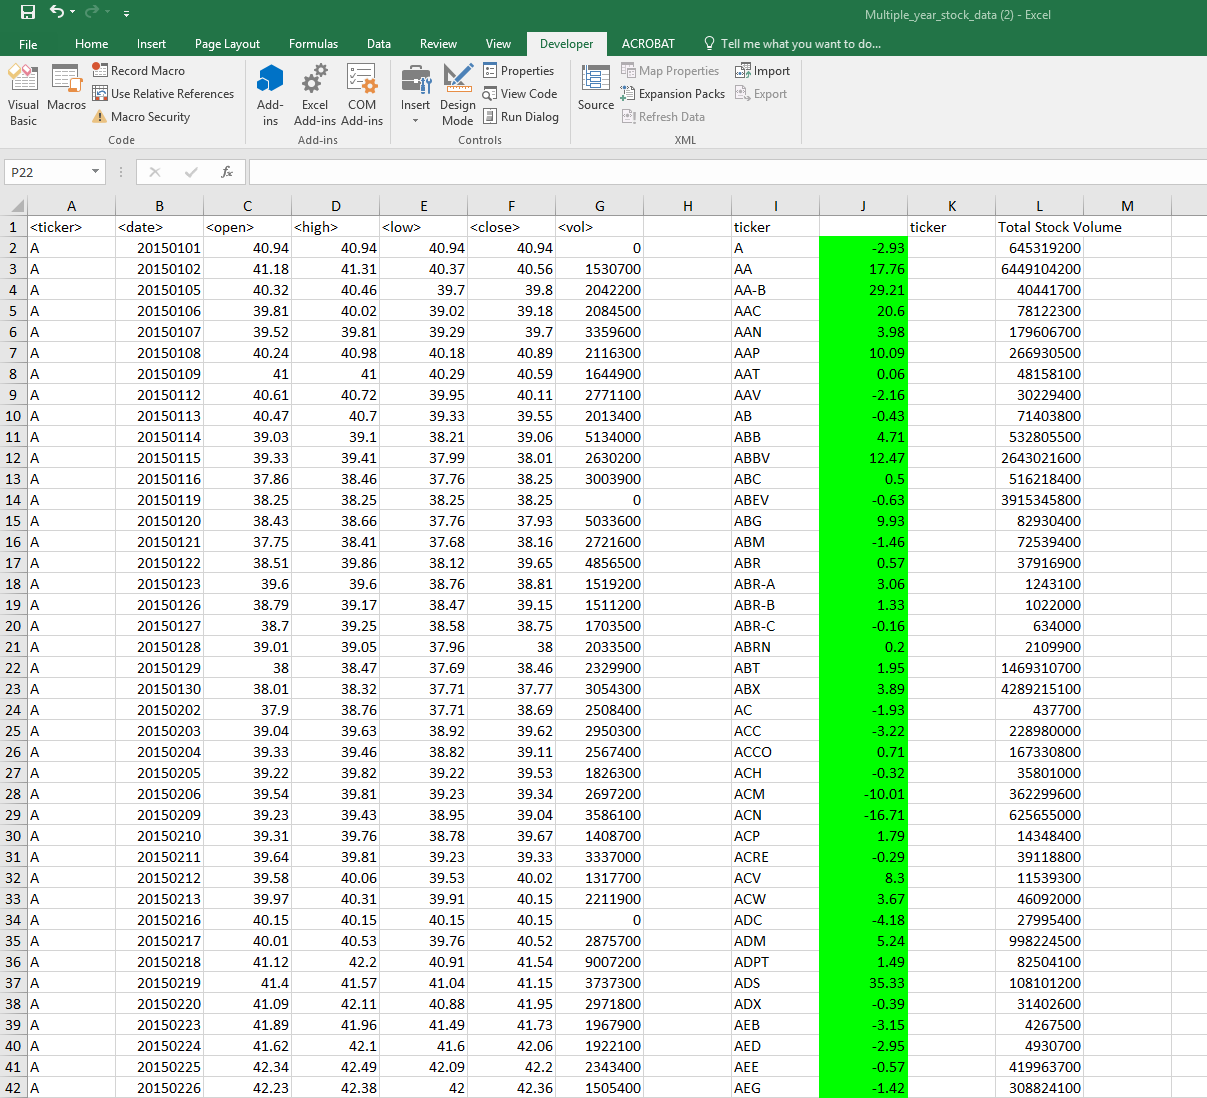 Multiple_year_stock_data (2) - Excel
File Home Insert Page Layout Formulas Data Review View Developer ACROBAT Tell me what you want to do...
Visual Basic
Macros
Record Macro
Use Relative References
Macro Security
Code
Add-ins
Excel Add-ins
COM Add-ins
Add-ins
Insert
Design Mode
Properties
View Code
Run Dialog
Controls
Source
Map Properties
Expansion Packs
Refresh Data
Import
Export
XML
P22 fx
A B C D E F G H I J K L M
1 <ticker> <date> <open> <high> <low> <close> <vol> ticker ticker Total Stock Volume
2 A 20150101 40.94 40.94 40.94 40.94 0 A -2.93 645319200
3 A 20150102 41.18 41.31 40.37 40.56 1530700 AA 17.76 6449104200
4 A 20150105 40.32 40.46 39.7 39.8 2042200 AA-B 29.21 40441700
5 A 20150106 39.81 40.02 39.02 39.18 2084500 AAC 20.6 78122300
6 A 20150107 39.52 39.81 39.29 39.7 3359600 AAN 3.98 179606700
7 A 20150108 40.24 40.98 40.18 40.89 2116300 AAP 10.09 266930500
8 A 20150109 41 41 40.29 40.59 1644900 AAT 0.06 48158100
9 A 20150112 40.61 40.72 39.95 40.11 2771100 AAV -2.16 30229400
10 A 20150113 40.47 40.7 39.33 39.55 2013400 AB -0.43 71403800
11 A 20150114 39.03 39.1 38.21 39.06 5134000 ABB 4.71 532805500
12 A 20150115 39.33 39.41 37.99 38.01 2630200 ABBV 12.47 2643021600
13 A 20150116 37.86 38.46 37.76 38.25 3003900 ABC 0.5 516218400
14 A 20150119 38.25 38.25 38.25 38.25 0 ABEV -0.63 3915345800
15 A 20150120 38.43 38.66 37.76 37.93 5033600 ABG 9.93 82930400
16 A 20150121 37.75 38.41 37.68 38.16 2721600 ABM -1.46 72539400
17 A 20150122 38.51 39.86 38.12 39.65 4856500 ABR 0.57 37916900
18 A 20150123 39.6 39.6 38.76 38.81 1519200 ABR-A 3.06 1243100
19 A 20150126 38.79 39.17 38.47 39.15 1511200 ABR-B 1.33 1022000
20 A 20150127 38.7 39.25 38.58 38.75 1703500 ABR-C -0.16 634000
21 A 20150128 39.01 39.05 37.96 38 2033500 ABRN 0.2 2109900
22 A 20150129 38 38.47 37.69 38.46 2329900 ABT 1.95 1469310700
23 A 20150130 38.01 38.32 37.71 37.77 3054300 ABX 3.89 4289215100
24 A 20150202 37.9 38.76 37.71 38.69 2508400 AC -1.93 437700
25 A 20150203 39.04 39.63 38.92 39.62 2950300 ACC -3.22 228980000
26 A 20150204 39.33 39.46 38.82 39.11 2567400 ACCO 0.71 167330800
27 A 20150205 39.22 39.82 39.22 39.53 1826300 ACH -0.32 35801000
28 A 20150206 39.54 39.81 39.23 39.34 2697200 ACM -10.01 362299600
29 A 20150209 39.23 39.43 38.95 39.04 3586100 ACN -16.71 625655000
30 A 20150210 39.31 39.76 38.78 39.67 1408700 ACP 1.79 14348400
31 A 20150211 39.64 39.81 39.23 39.33 3337000 ACRE -0.29 39118800
32 A 20150212 39.58 40.06 39.53 40.02 1317700 ACV 8.3 11539300
33 A 20150213 39.97 40.31 39.91 40.15 2211900 ACW 3.67 46092000
34 A 20150216 40.15 40.15 40.15 40.15 0 ADC -4.18 27995400
35 A 20150217 40.01 40.53 39.76 40.52 2875700 ADM 5.24 998224500
36 A 20150218 41.12 42.2 40.91 41.54 9007200 ADPT 1.49 82504100
37 A 20150219 41.4 41.57 41.04 41.15 3737300 ADS 35.33 108101200
38 A 20150220 41.09 42.11 40.88 41.95 2971800 ADX -0.39 31402600
39 A 20150223 41.89 41.96 41.49 41.73 1967900 AEB -3.15 4267500
40 A 20150224 41.62 42.1 41.6 42.06 1922100 AED -2.95 4930700
41 A 20150225 42.34 42.49 42.09 42.2 2343400 AEE -0.57 419963700
42 A 20150226 42.23 42.38 42 42.36 1505400 AEG -1.42 308824100